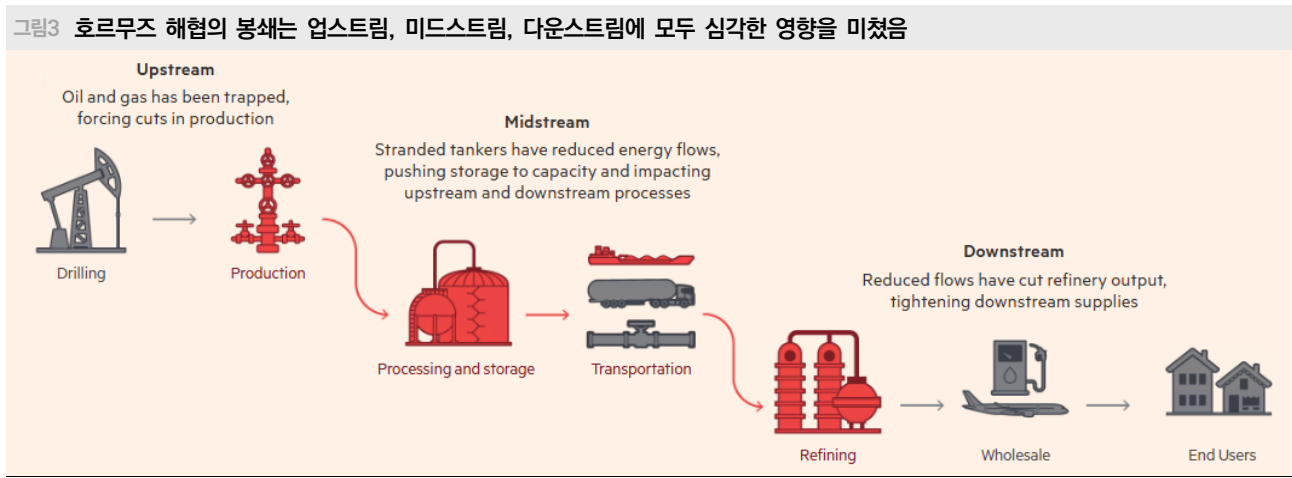 그림3 호르무즈 해협의 봉쇄는 업스트림, 미드스트림, 다운스트림에 모두 심각한 영향을 미쳤음
Upstream
Oil and gas has been trapped,
forcing cuts in production
Drilling
Production
Midstream
Stranded tankers have reduced energy flows,
pushing storage to capacity and impacting
upstream and downstream processes
Processing and storage
Transportation
Downstream
Reduced flows have cut refinery output,
tightening downstream supplies
Refining
Wholesale
End Users